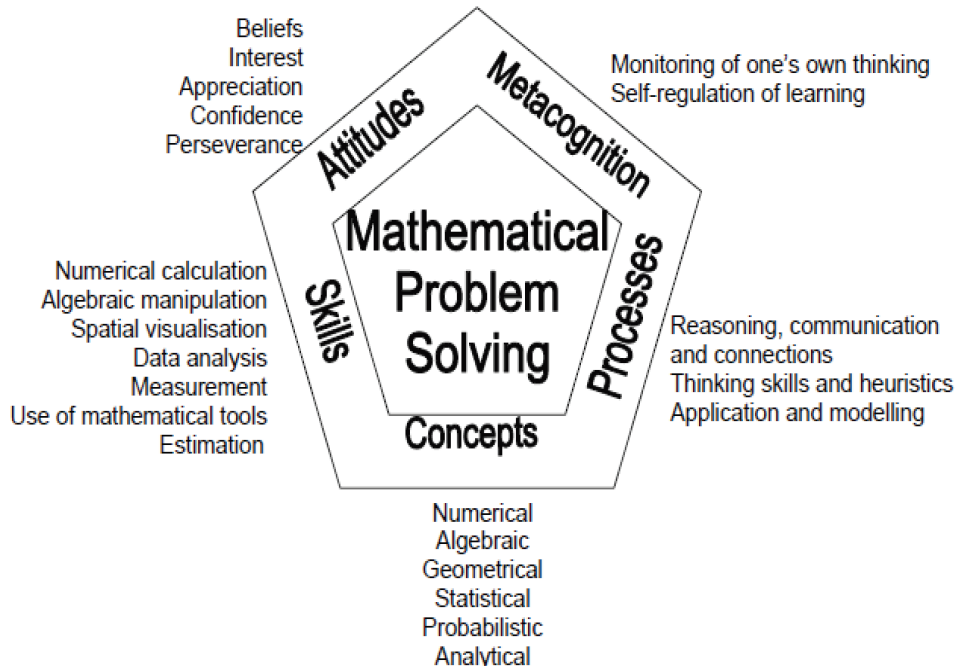 Beliefs
Interest
Appreciation
Confidence
Perseverance
Attitudes
Metacognition
Monitoring of one's own thinking
Self-regulation of learning
Mathematical
Problem
Solving
Numerical calculation
Algebraic manipulation
Spatial visualisation
Data analysis
Measurement
Use of mathematical tools
Estimation
Skills
Processes
Reasoning, communication
and connections
Thinking skills and heuristics
Application and modelling
Concepts
Numerical
Algebraic
Geometrical
Statistical
Probabilistic
Analytical